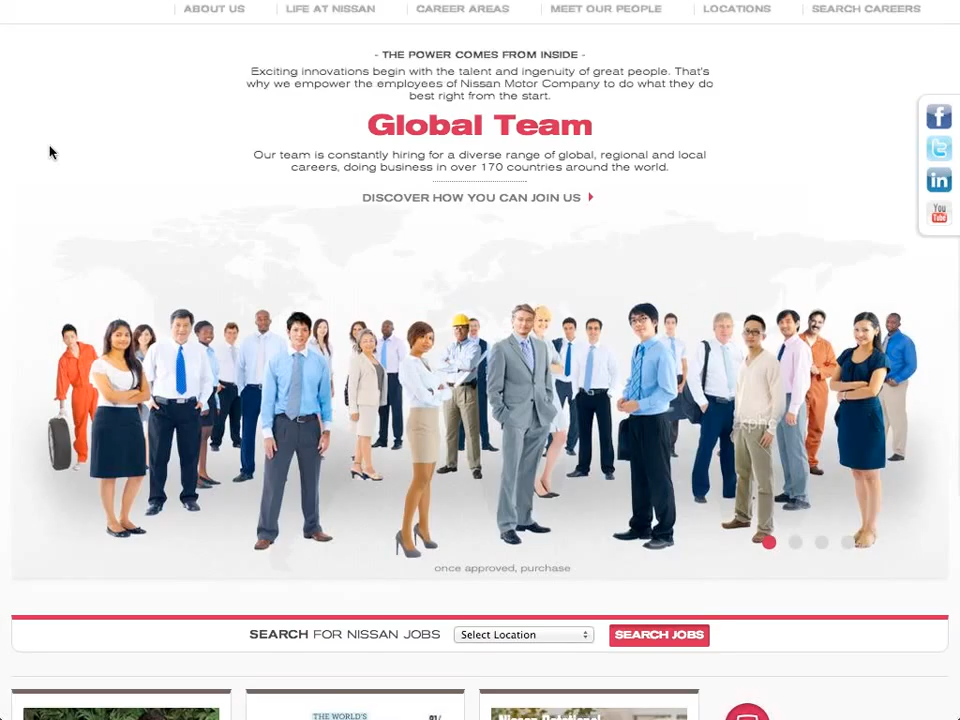 ABOUT US
LIFE AT NISSAN
CAREER AREAS
MEET OUR PEOPLE
LOCATIONS
SEARCH CAREERS
- THE POWER COMES FROM INSIDE -
Exciting innovations begin with the talent and ingenuity of great people. That's
why we empower the employees of Nissan Motor Company to do what they do
best right from the start.
Global Team
Our team is constantly hiring for a diverse range of global, regional and local
careers, doing business in over 170 countries around the world.
DISCOVER HOW YOU CAN JOIN US
f
t
in
You
Tube
once approved, purchase
SEARCH FOR NISSAN JOBS
Select Location
SEARCH JOBS
THE WORLD'S